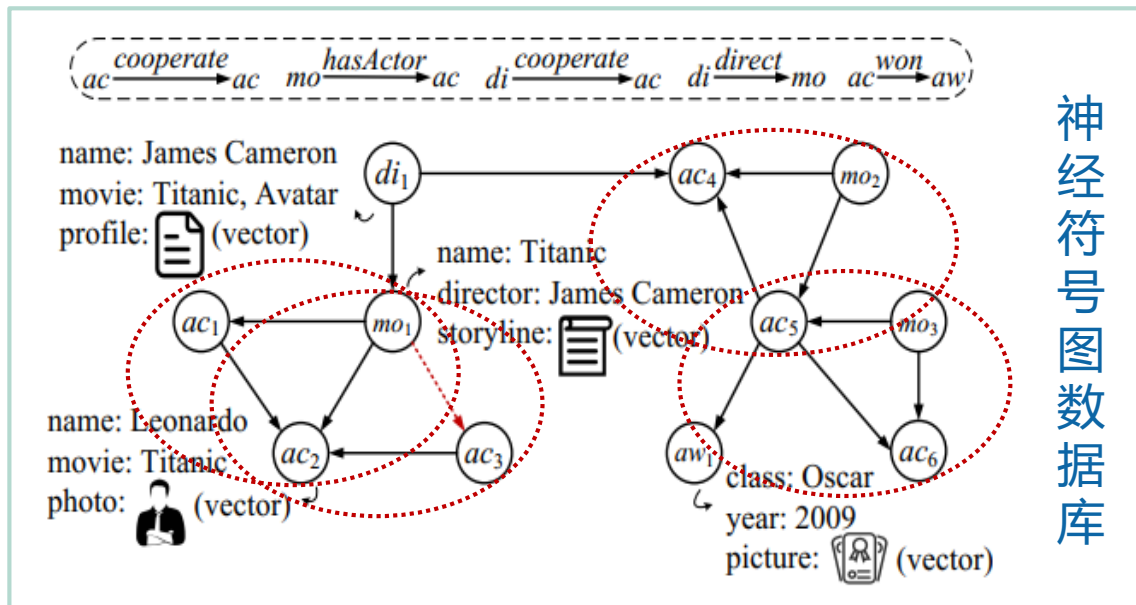 cooperate hasActor cooperate direct won
ac ac mo ac di ac di mo ac aw
name: James Cameron
movie: Titanic, Avatar
profile: (vector)
di1
ac4
mo2
name: Titanic
director: James Cameron
storyline: (vector)
ac1
mo1
ac5
mo3
name: Leonardo
movie: Titanic
photo: (vector)
ac2
ac3
aw1
ac6
class: Oscar
year: 2009
picture: (vector)
神经符号图数据库